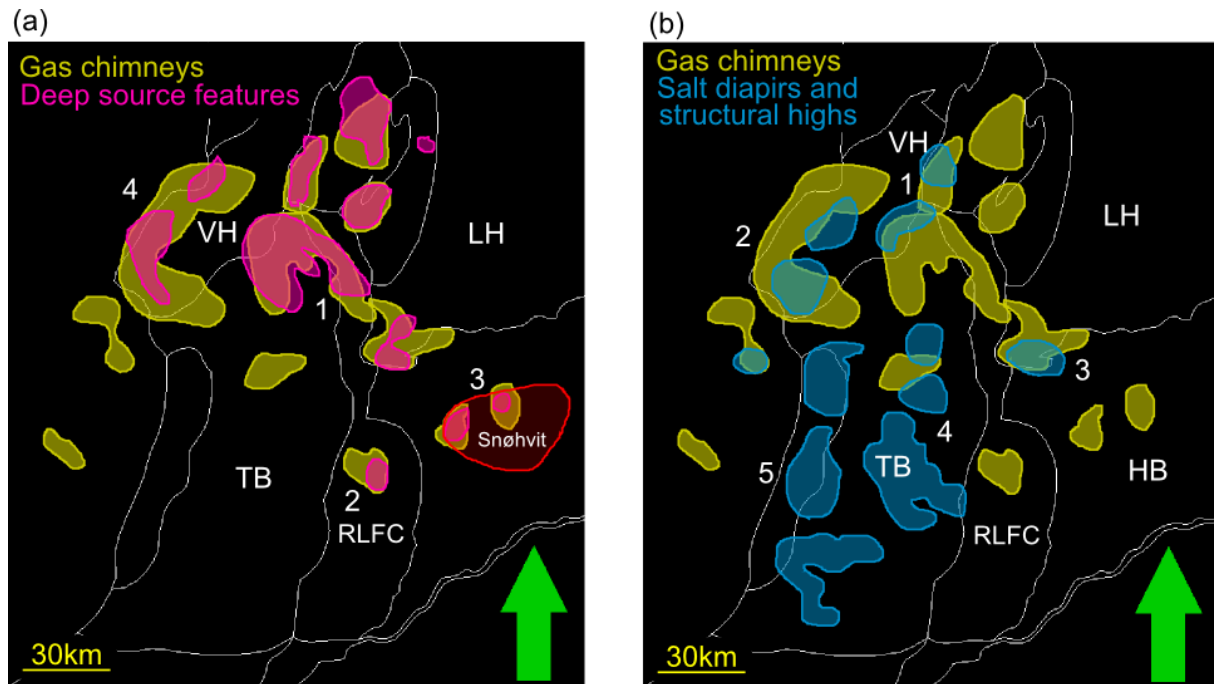 (a)
Gas chimneys
Deep source features
4
VH
LH
1
3
Snøhvit
TB
2
RLFC
30km
(b)
Gas chimneys
Salt diapirs and
structural highs
VH
1
LH
2
3
4
5
TB
HB
RLFC
30km